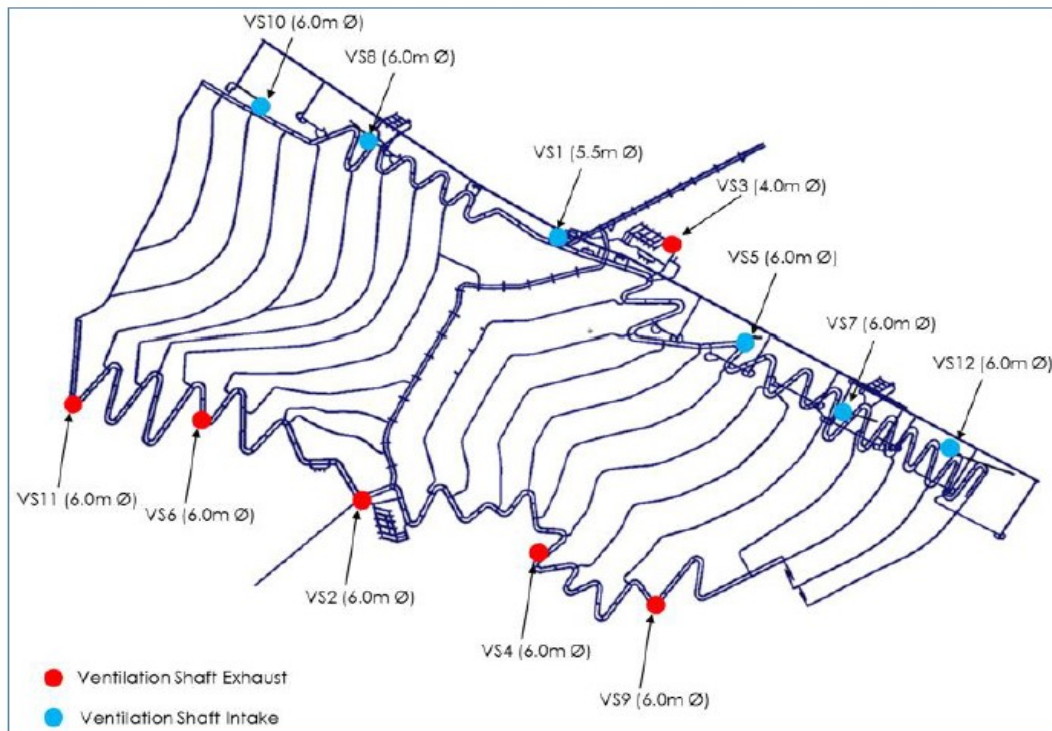 VS10 (6.0m Ø)
VS8 (6.0m Ø)
VS1 (5.5m Ø)
VS3 (4.0m Ø)
VS5 (6.0m Ø)
VS7 (6.0m Ø)
VS12 (6.0m Ø)
VS11 (6.0m Ø)
VS6 (6.0m Ø)
VS2 (6.0m Ø)
VS4 (6.0m Ø)
VS9 (6.0m Ø)
Ventilation Shaft Exhaust
Ventilation Shaft Intake